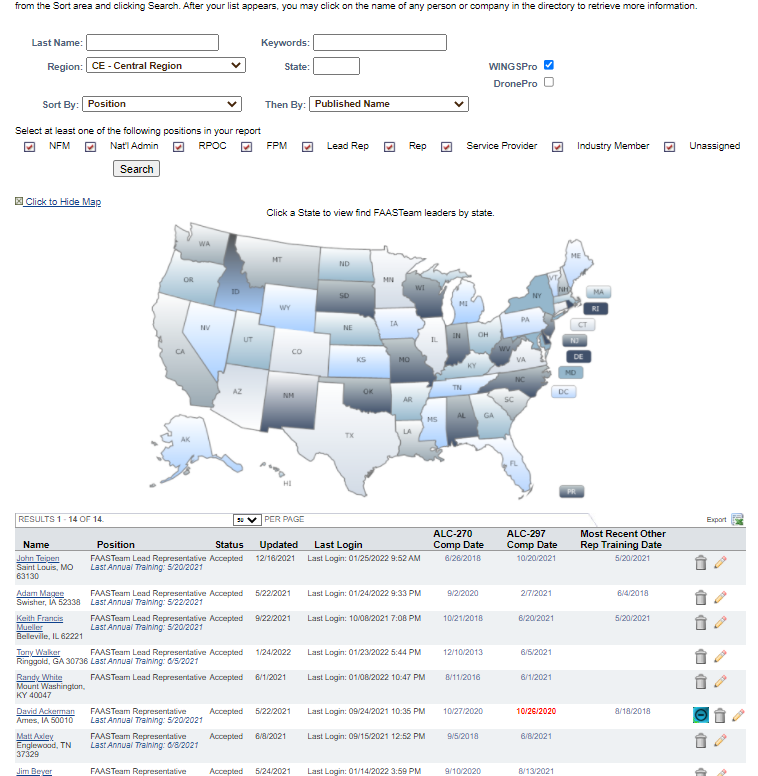 from the Sort area and clicking Search. After your list appears, you may click on the name of any person or company in the directory to retrieve more information.
Last Name: Keywords:
Region: CE - Central Region State: WINGSPro
DronePro
Sort By: Position Then By: Published Name
Select at least one of the following positions in your report
NFM Nat'l Admin RPOC FPM Lead Rep Rep Service Provider Industry Member Unassigned
Search
Click to Hide Map
Click a State to view find FAASTeam leaders by state.
WA
MT
ND
MN
ME
OR
ID
SD
WI
VT
NH
WY
MI
NY
MA
RI
NV
NE
IA
PA
CT
UT
CO
IL
IN
OH
NJ
CA
KS
MO
WV
VA
DE
KY
MD
AZ
NM
OK
AR
TN
NC
DC
SC
MS
AL
GA
TX
LA
AK
FL
HI
PR
RESULTS 1 - 14 OF 14. 50 PER PAGE Export
ALC-270 ALC-297 Most Recent Other
Name Position Status Updated Last Login Comp Date Comp Date Rep Training Date
John Teipen FAASTeam Lead Representative Accepted 12/16/2021 Last Login: 01/25/2022 9:52 AM 6/26/2018 10/20/2021 5/20/2021
Saint Louis, MO Last Annual Training: 5/20/2021
63130
Adam Magee FAASTeam Lead Representative Accepted 5/22/2021 Last Login: 01/24/2022 9:33 PM 9/2/2020 2/7/2021 6/4/2018
Swisher, IA 52338 Last Annual Training: 5/22/2021
Keith Francis FAASTeam Lead Representative Accepted 9/22/2021 Last Login: 10/08/2021 7:08 PM 10/21/2018 6/20/2021 5/20/2021
Mueller Last Annual Training: 5/20/2021
Belleville, IL 62221
Tony Walker FAASTeam Lead Representative Accepted 1/24/2022 Last Login: 01/23/2022 5:44 PM 12/10/2013 6/5/2021
Ringgold, GA 30736 Last Annual Training: 6/5/2021
Randy White FAASTeam Lead Representative Accepted 6/1/2021 Last Login: 01/08/2022 10:47 PM 8/11/2016 6/1/2021
Mount Washington,
KY 40047
David Ackerman FAASTeam Representative Accepted 5/22/2021 Last Login: 09/24/2021 10:35 PM 10/27/2020 10/26/2020 8/18/2018
Ames, IA 50010 Last Annual Training: 5/20/2021
Matt Axley FAASTeam Representative Accepted 6/8/2021 Last Login: 09/15/2021 12:52 PM 9/5/2018 6/8/2021
Englewood, TN Last Annual Training: 6/8/2021
37329
Jim Beyer FAASTeam Representative Accepted 5/24/2021 Last Login: 01/14/2022 3:59 PM 9/10/2020 8/13/2021